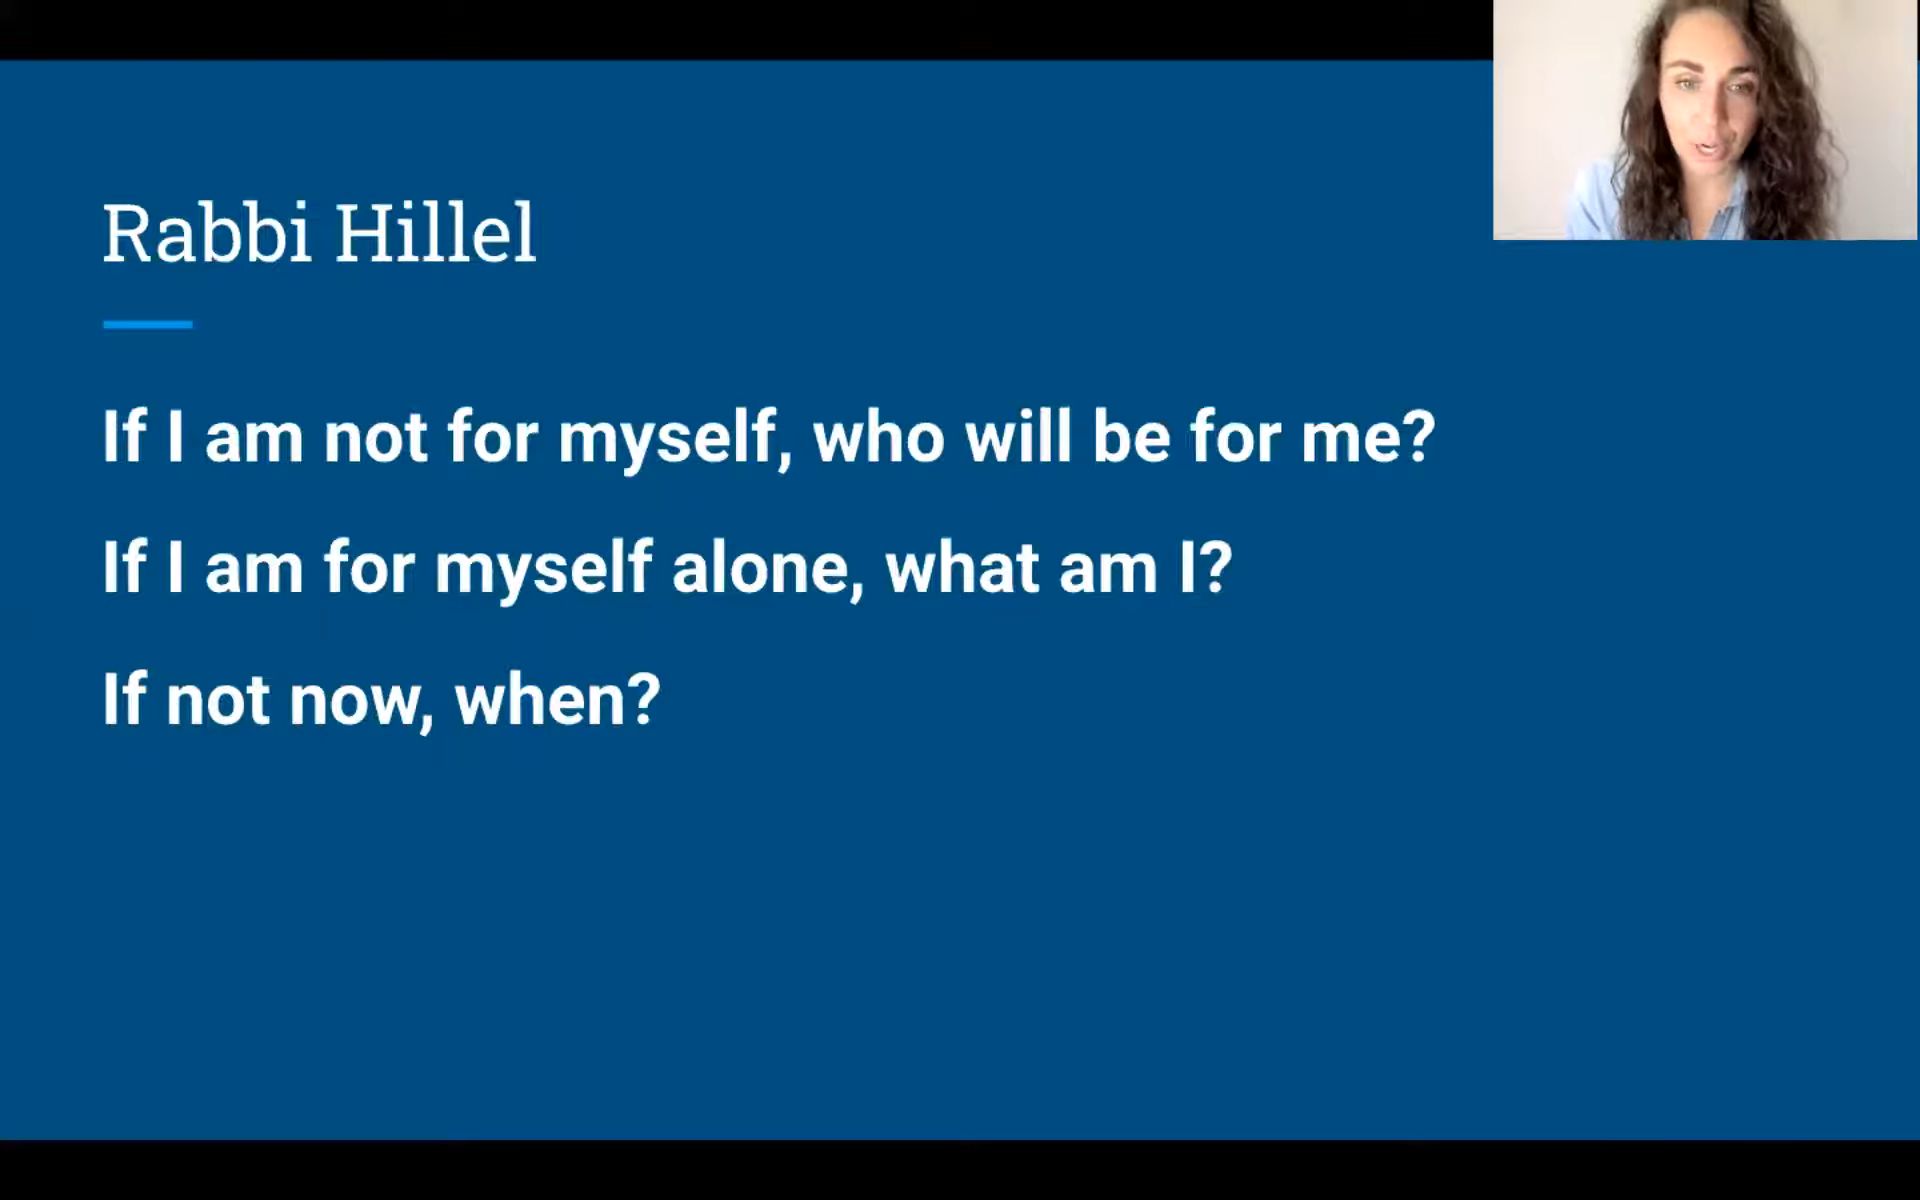 Rabbi Hillel
If I am not for myself, who will be for me?
If I am for myself alone, what am I?
If not now, when?